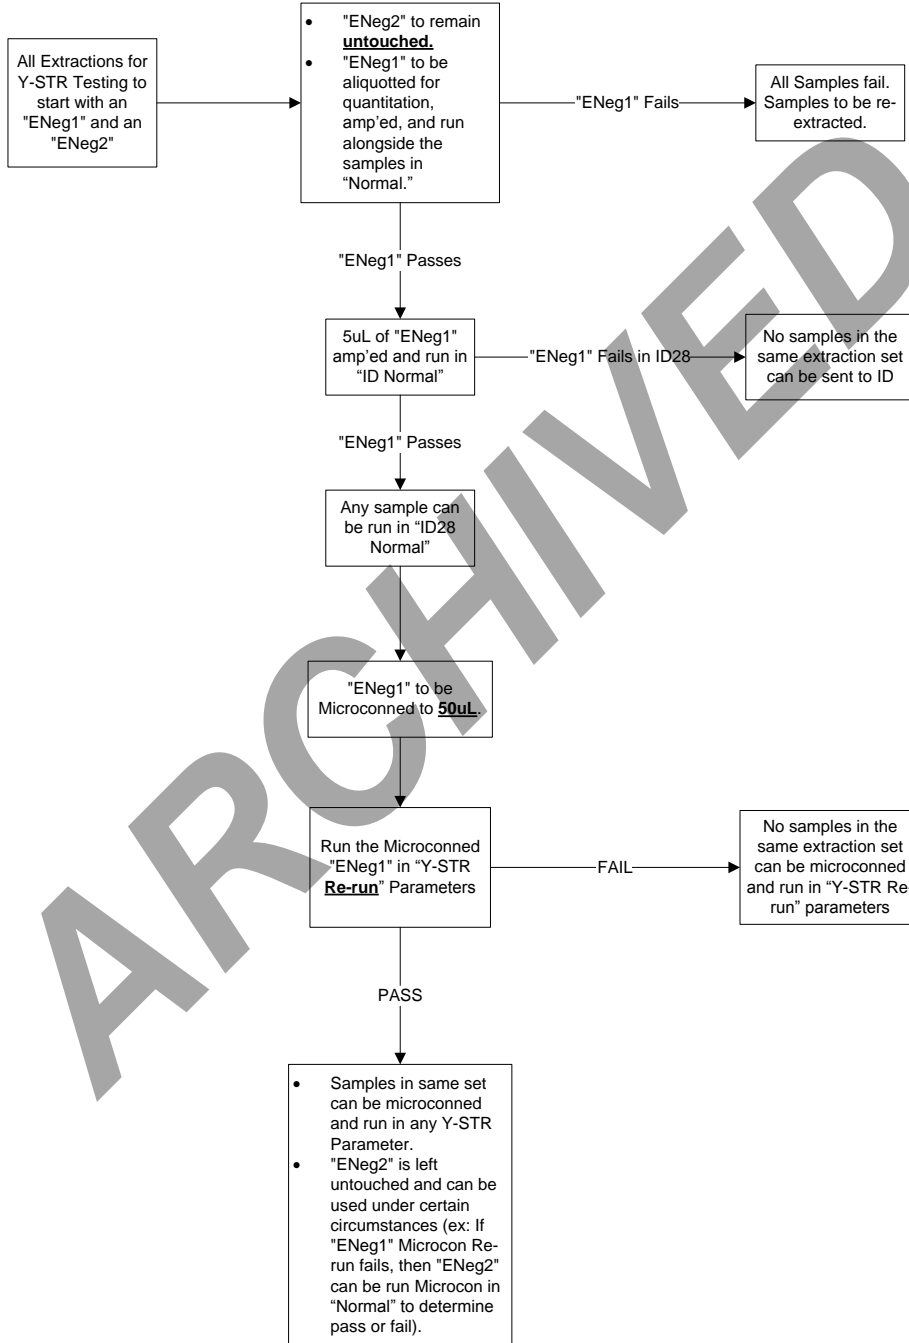 All Extractions for
Y-STR Testing to
start with an
"ENeg1" and an
"ENeg2"
• "ENeg2" to remain
untouched.
• "ENeg1" to be
aliquotted for
quantitation,
amp'ed, and run
alongside the
samples in
“Normal.”
"ENeg1" Fails
All Samples fail.
Samples to be re-
extracted.
"ENeg1" Passes
5uL of "ENeg1"
amp'ed and run in
“ID Normal”
"ENeg1" Fails in ID28
No samples in the
same extraction set
can be sent to ID
"ENeg1" Passes
Any sample can
be run in “ID28
Normal”
"ENeg1" to be
Microconned to 50uL.
Run the Microconned
"ENeg1" in “Y-STR
Re-run” Parameters
FAIL
No samples in the
same extraction set
can be microconned
and run in “Y-STR Re-
run” parameters
PASS
• Samples in same set
can be microconned
and run in any Y-STR
Parameter.
• "ENeg2" is left
untouched and can be
used under certain
circumstances (ex: If
"ENeg1" Microcon Re-
run fails, then "ENeg2"
can be run Microcon in
“Normal” to determine
pass or fail).
ARCHIVED